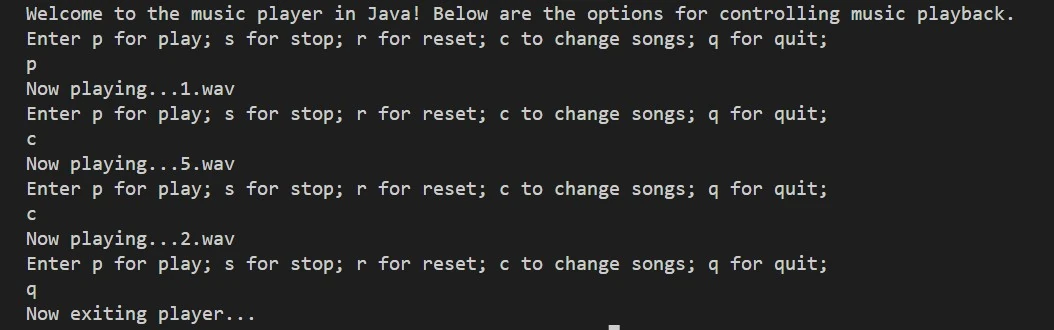 Welcome to the music player in Java! Below are the options for controlling music playback.
Enter p for play; s for stop; r for reset; c to change songs; q for quit;
p
Now playing...1.wav
Enter p for play; s for stop; r for reset; c to change songs; q for quit;
c
Now playing...5.wav
Enter p for play; s for stop; r for reset; c to change songs; q for quit;
c
Now playing...2.wav
Enter p for play; s for stop; r for reset; c to change songs; q for quit;
q
Now exiting player...